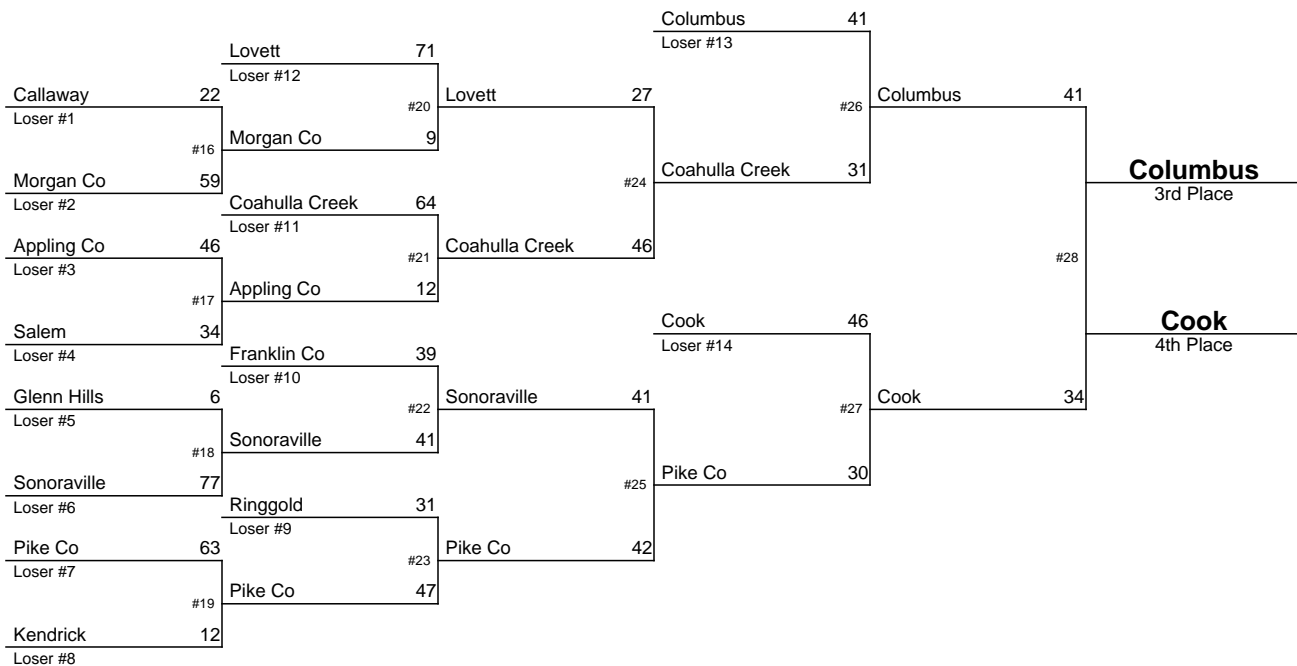 Columbus 41
Loser #13
Lovett 71
Loser #12
Callaway 22
Loser #1
#20
Lovett 27
#26
Columbus 41
#16
Morgan Co 9
Morgan Co 59
Loser #2
#24
Coahulla Creek 31
Columbus
3rd Place
Coahulla Creek 64
Loser #11
Appling Co 46
Loser #3
#21
Coahulla Creek 46
#28
#17
Appling Co 12
Salem 34
Loser #4
Cook 46
Loser #14
Cook
4th Place
Franklin Co 39
Loser #10
Glenn Hills 6
Loser #5
#22
Sonoraville 41
#27
Cook 34
#18
Sonoraville 41
Sonoraville 77
Loser #6
#25
Pike Co 30
Ringgold 31
Loser #9
Pike Co 63
Loser #7
#23
Pike Co 42
#19
Pike Co 47
Kendrick 12
Loser #8